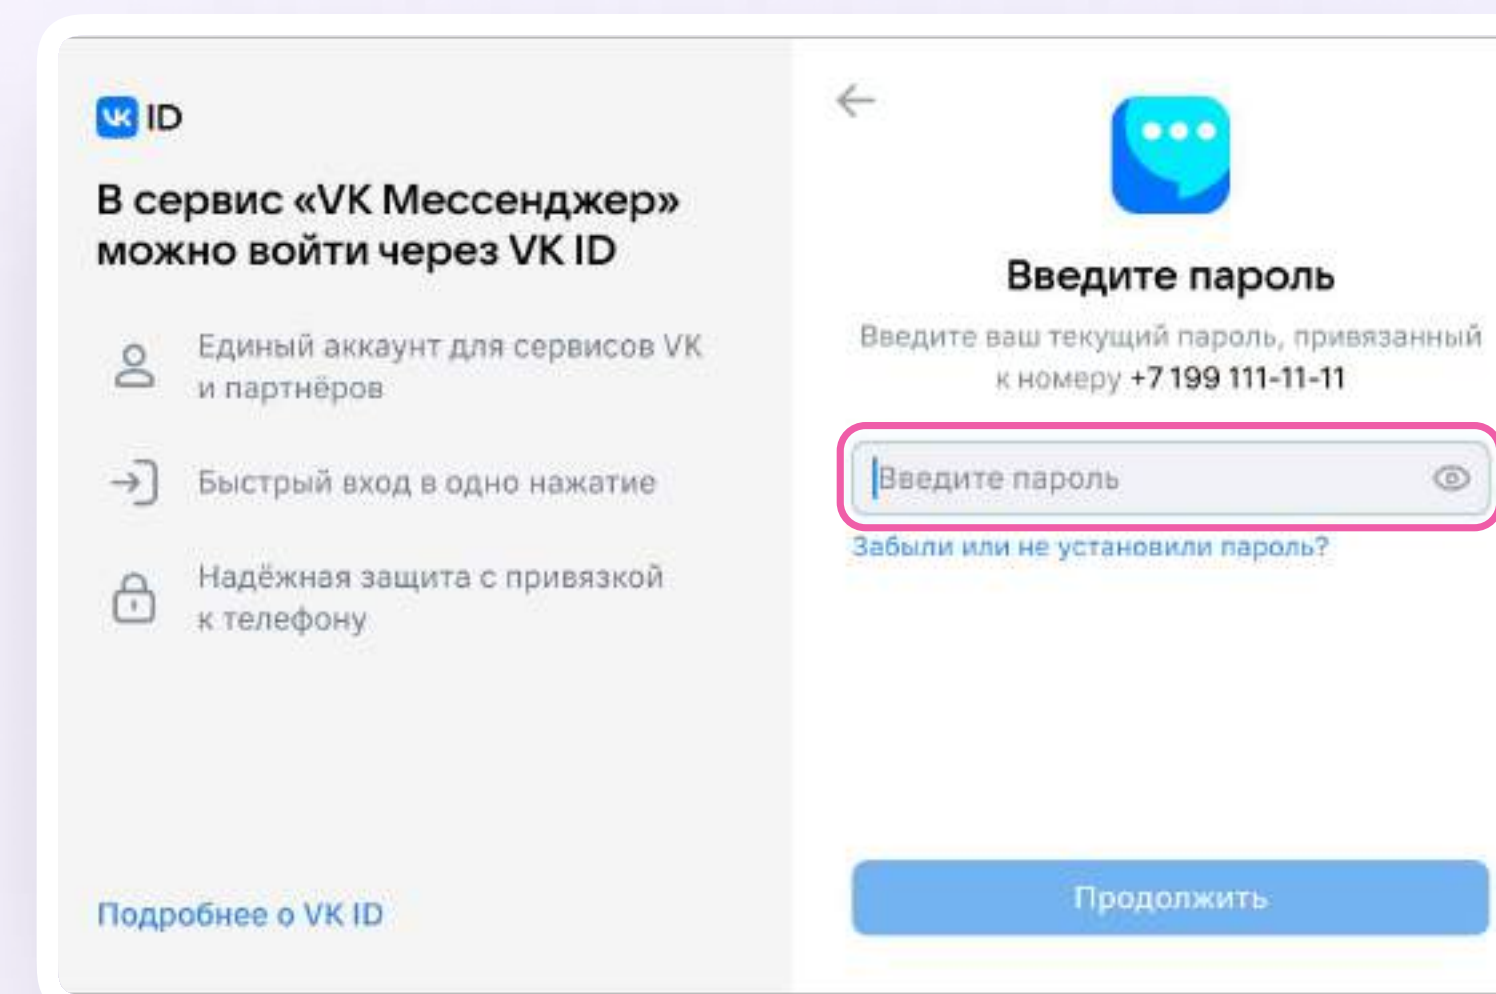 VK ID
В сервис «VK Мессенджер»
можно войти через VK ID
Единый аккаунт для сервисов VK
и партнёров
Быстрый вход в одно нажатие
Надёжная защита с привязкой
к телефону
Подробнее о VK ID
Введите пароль
Введите ваш текущий пароль, привязанный
к номеру +7 199 111-11-11
Введите пароль
Забыли или не установили пароль?
Продолжить